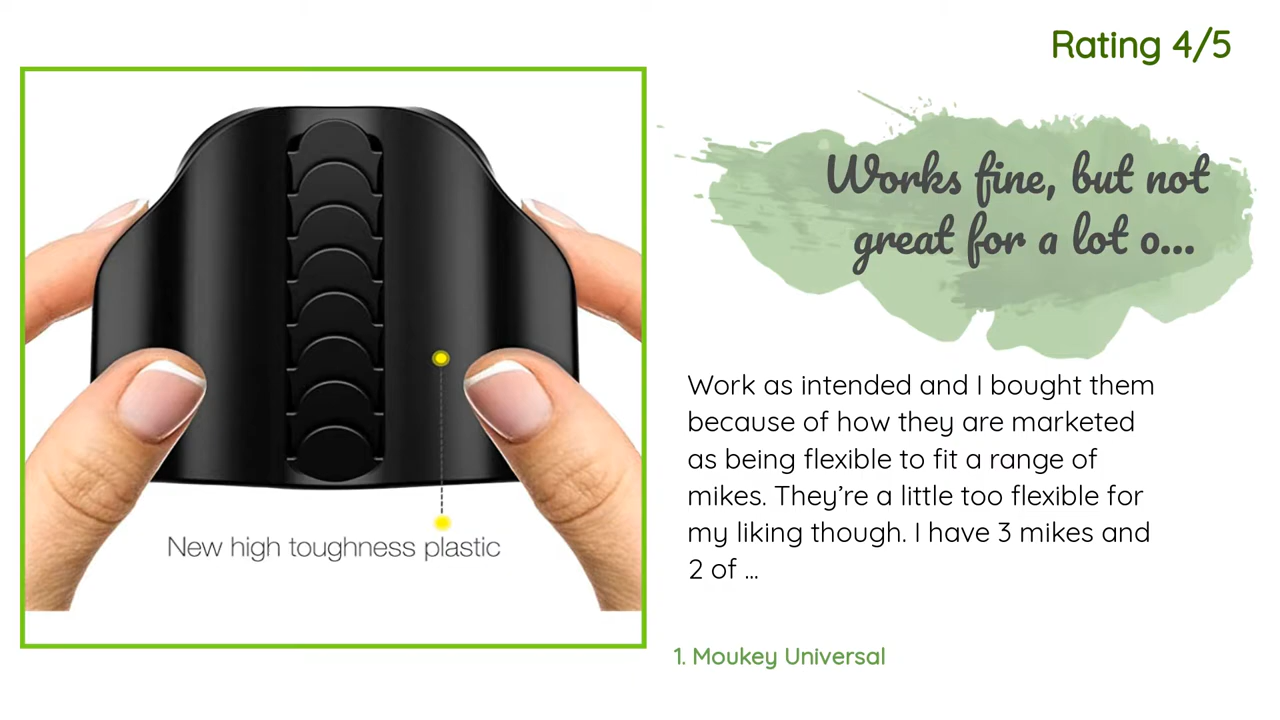 Rating 4/5
Works fine, but not
great for a lot o...
Work as intended and I bought them
because of how they are marketed
as being flexible to fit a range of
mikes. They’re a little too flexible for
my liking though. I have 3 mikes and
2 of ...
New high toughness plastic
1. Moukey Universal